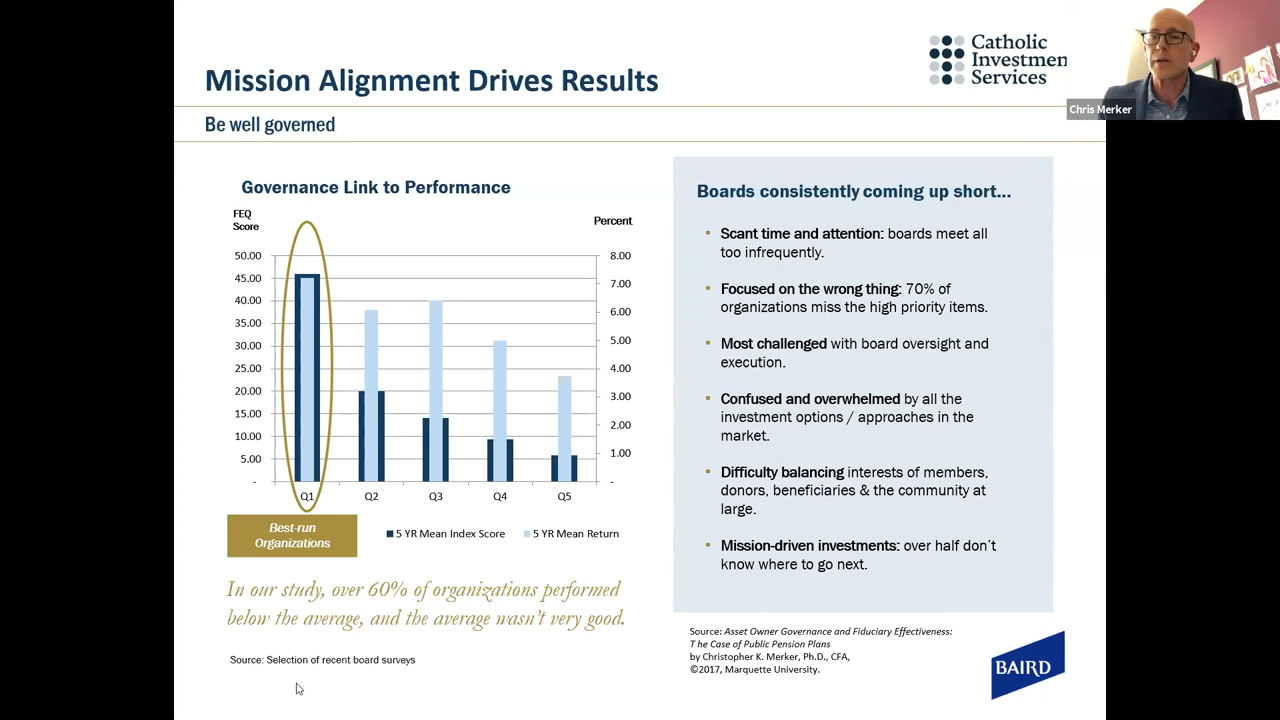 Mission Alignment Drives Results
Catholic
Investmen
Services
Chris Merker
Be well governed
Governance Link to Performance
FEQ
Score
Percent
50.00
45.00
40.00
35.00
30.00
25.00
20.00
15.00
10.00
5.00
-
8.00
7.00
6.00
5.00
4.00
3.00
2.00
1.00
-
Q1 Q2 Q3 Q4 Q5
Best-run
Organizations
5 YR Mean Index Score 5 YR Mean Return
In our study, over 60% of organizations performed
below the average, and the average wasn't very good.
Source: Selection of recent board surveys
Boards consistently coming up short...
• Scant time and attention: boards meet all
too infrequently.
• Focused on the wrong thing: 70% of
organizations miss the high priority items.
• Most challenged with board oversight and
execution.
• Confused and overwhelmed by all the
investment options / approaches in the
market.
• Difficulty balancing interests of members,
donors, beneficiaries & the community at
large.
• Mission-driven investments: over half don't
know where to go next.
Source: Asset Owner Governance and Fiduciary Effectiveness:
The Case of Public Pension Plans
by Christopher K. Merker, Ph.D., CFA,
©2017, Marquette University.
BAIRD